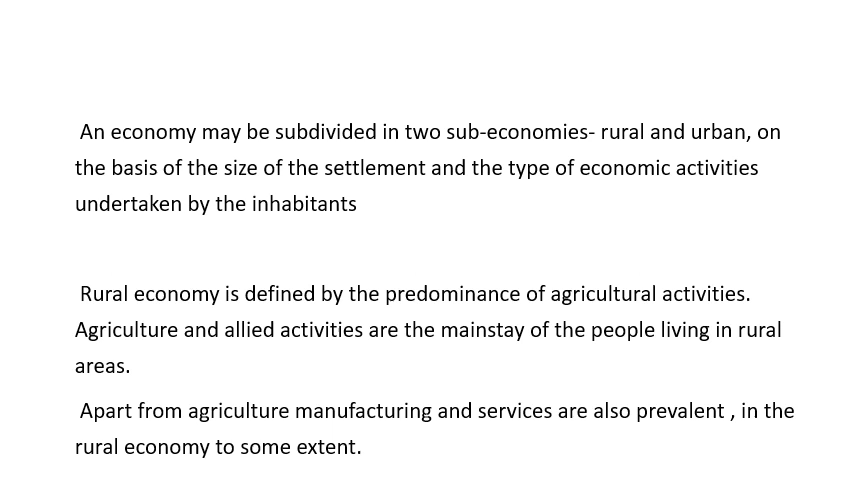 An economy may be subdivided in two sub-economies- rural and urban, on
the basis of the size of the settlement and the type of economic activities
undertaken by the inhabitants
Rural economy is defined by the predominance of agricultural activities.
Agriculture and allied activities are the mainstay of the people living in rural
areas.
Apart from agriculture manufacturing and services are also prevalent , in the
rural economy to some extent.